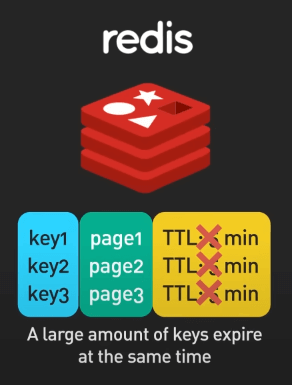 redis
key1 page1 TTL: min
key2 page2 TTL: min
key3 page3 TTL: min
A large amount of keys expire
at the same time